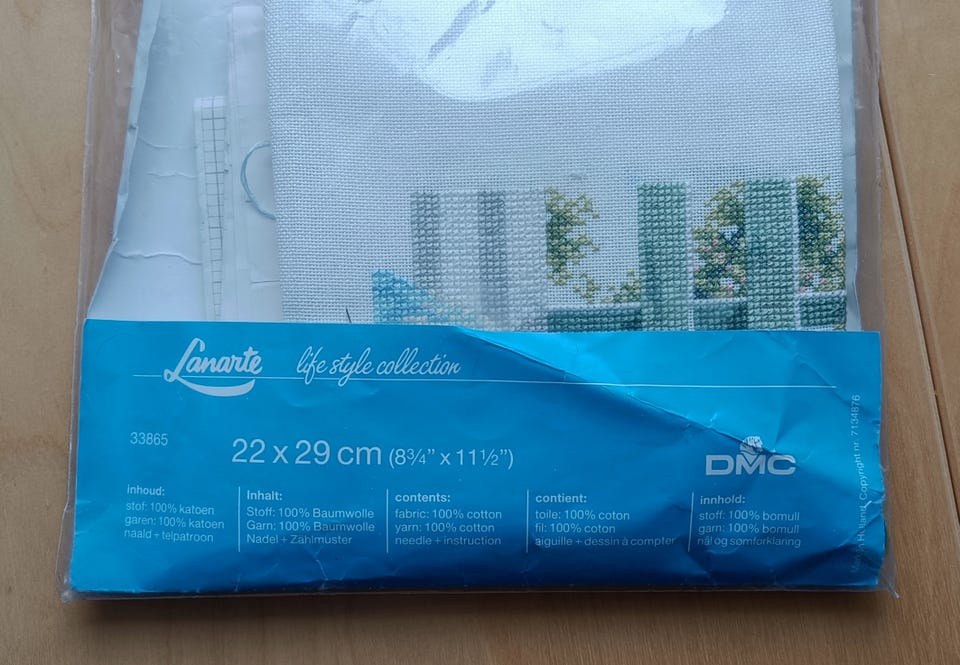 Lanarte life style collection
33865
22 x 29 cm (8¾" x 11½")
DMC
inhoud:
stof: 100% katoen
garen: 100% katoen
naald + telpatroon
Inhalt:
Stoff: 100% Baumwolle
Garn: 100% Baumwolle
Nadel + Zählmuster
contents:
fabric: 100% cotton
yarn: 100% cotton
needle + instruction
contient:
toile: 100% coton
fil: 100% coton
aiguille + dessin à compter
innhold:
stoff: 100% bomull
garn: 100% bomull
nål og sømforklaring
Made in Holland. Copyright nr. 7134876